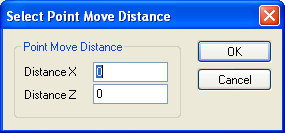 Select Point Move Distance
Point Move Distance
Distance X 0
Distance Z 0
OK
Cancel